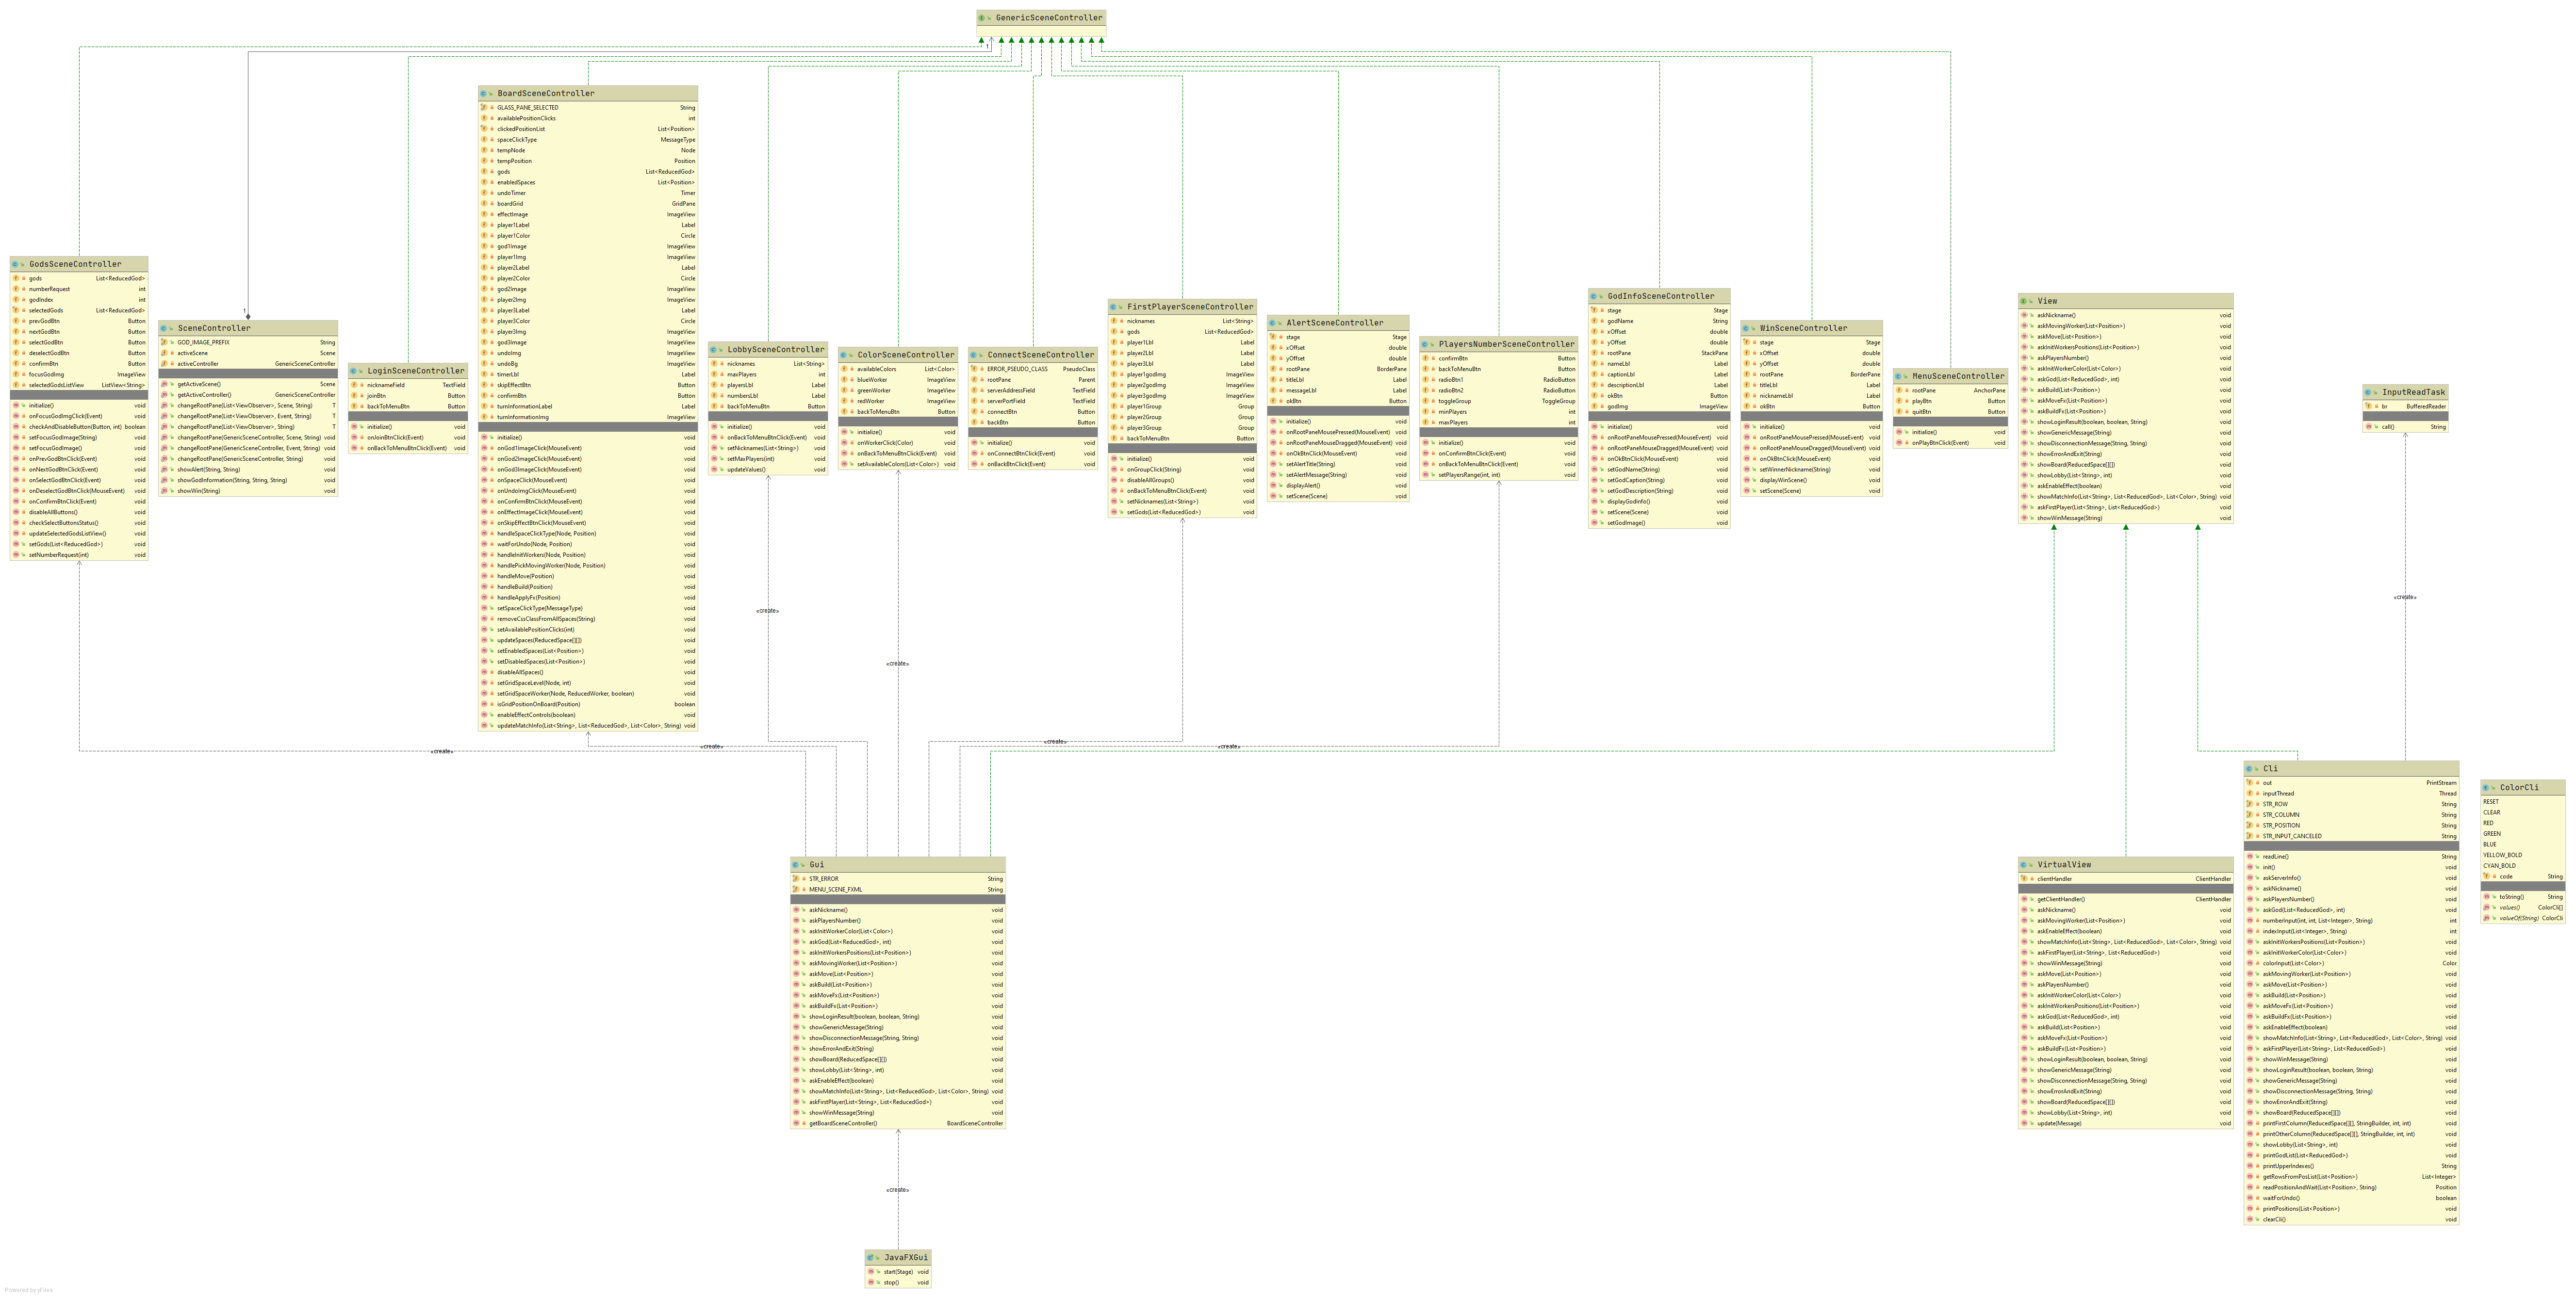 GenericSceneController
1
BoardSceneController
GLASS_PANE_SELECTED String
availablePositionClicks int
clickedPositionList List<Position>
spaceClickType MessageType
tempNode Node
tempPosition Position
gods List<ReducedGod>
enabledSpaces List<Position>
undoTimer Timer
boardGrid GridPane
effectImage ImageView
player1Label Label
player1Color Circle
god1Image ImageView
player1Img ImageView
player2Label Label
player2Color Circle
god2Image ImageView
player2Img ImageView
player3Label Label
player3Color Circle
player3Img ImageView
god3Image ImageView
undoImg ImageView
undoBg ImageView
timerLbl Label
skipEffectBtn Button
confirmBtn Button
turnInformationLabel Label
turnInformationImg ImageView
initialize() void
onGod1ImageClick(MouseEvent) void
onGod2ImageClick(MouseEvent) void
onGod3ImageClick(MouseEvent) void
onSpaceClick(MouseEvent) void
onUndoImgClick(MouseEvent) void
onConfirmBtnClick(MouseEvent) void
onEffectImageClick(MouseEvent) void
onSkipEffectBtnClick(MouseEvent) void
handleSpaceClickType(Node, Position) void
waitForUndo(Node, Position) void
handleInitWorkers(Node, Position) void
handlePickMovingWorker(Node, Position) void
handleMove(Position) void
handleBuild(Position) void
handleApplyFx(Position) void
setSpaceClickType(MessageType) void
removeCssClassFromAllSpaces(String) void
setAvailablePositionClicks(int) void
updateSpaces(ReducedSpace[][]) void
setEnabledSpaces(List<Position>) void
setDisabledSpaces(List<Position>) void
disableAllSpaces() void
setGridSpaceLevel(Node, int) void
setGridSpaceWorker(Node, ReducedWorker, boolean) void
isGridPositionOnBoard(Position) boolean
enableEffectControls(boolean) void
updateMatchInfo(List<String>, List<ReducedGod>, List<Color>, String) void
GodsSceneController
gods List<ReducedGod>
numberRequest int
godIndex int
selectedGods List<ReducedGod>
prevGodBtn Button
nextGodBtn Button
selectGodBtn Button
deselectGodBtn Button
confirmBtn Button
focusGodImg ImageView
selectedGodsListView ListView<String>
initialize() void
onFocusGodImgClick(Event) void
checkAndDisableButton(Button, int) boolean
setFocusGodImage(String) void
setFocusGodImage() void
onPrevGodBtnClick(Event) void
onNextGodBtnClick(Event) void
onSelectGodBtnClick(Event) void
onDeselectGodBtnClick(MouseEvent) void
onConfirmBtnClick(Event) void
disableAllButtons() void
checkSelectButtonsStatus() void
updateSelectedGodsListView() void
setGods(List<ReducedGod>) void
setNumberRequest(int) void
1
SceneController
GOD_IMAGE_PREFIX String
activeScene Scene
activeController GenericSceneController
getActiveScene() Scene
getActiveController() GenericSceneController
changeRootPane(List<ViewObserver>, Scene, String) T
changeRootPane(List<ViewObserver>, Event, String) T
changeRootPane(List<ViewObserver>, String) T
changeRootPane(GenericSceneController, Scene, String) void
changeRootPane(GenericSceneController, Event, String) void
changeRootPane(GenericSceneController, String) void
showAlert(String, String) void
showGodInformation(String, String, String) void
showWin(String) void
LoginSceneController
nicknameField TextField
joinBtn Button
backToMenuBtn Button
initialize() void
onJoinBtnClick(Event) void
onBackToMenuBtnClick(Event) void
LobbySceneController
nicknames List<String>
maxPlayers int
playersLbl Label
numbersLbl Label
backToMenuBtn Button
initialize() void
onBackToMenuBtnClick(Event) void
setNicknames(List<String>) void
setMaxPlayers(int) void
updateValues() void
ColorSceneController
availableColors List<Color>
blueWorker ImageView
greenWorker ImageView
redWorker ImageView
backToMenuBtn Button
initialize() void
onWorkerClick(Color) void
onBackToMenuBtnClick(Event) void
setAvailableColors(List<Color>) void
ConnectSceneController
ERROR_PSEUDO_CLASS PseudoClass
rootPane Parent
serverAddressField TextField
serverPortField TextField
connectBtn Button
backBtn Button
initialize() void
onConnectBtnClick(Event) void
onBackBtnClick(Event) void
FirstPlayerSceneController
nicknames List<String>
gods List<ReducedGod>
player1Lbl Label
player2Lbl Label
player3Lbl Label
player1godImg ImageView
player2godImg ImageView
player3godImg ImageView
player1Group Group
player2Group Group
player3Group Group
backToMenuBtn Button
initialize() void
onGroupClick(String) void
disableAllGroups() void
onBackToMenuBtnClick(Event) void
setNicknames(List<String>) void
setGods(List<ReducedGod>) void
AlertSceneController
stage Stage
xOffset double
yOffset double
rootPane BorderPane
titleLbl Label
messageLbl Label
okBtn Button
initialize() void
onRootPaneMousePressed(MouseEvent) void
onRootPaneMouseDragged(MouseEvent) void
onOkBtnClick(MouseEvent) void
setAlertTitle(String) void
setAlertMessage(String) void
displayAlert() void
setScene(Scene) void
PlayersNumberSceneController
confirmBtn Button
backToMenuBtn Button
radioBtn1 RadioButton
radioBtn2 RadioButton
toggleGroup ToggleGroup
minPlayers int
maxPlayers int
initialize() void
onConfirmBtnClick(Event) void
onBackToMenuBtnClick(Event) void
setPlayersRange(int, int) void
GodInfoSceneController
stage Stage
godName String
xOffset double
yOffset double
rootPane StackPane
nameLbl Label
captionLbl Label
descriptionLbl Label
okBtn Button
godImg ImageView
initialize() void
onRootPaneMousePressed(MouseEvent) void
onRootPaneMouseDragged(MouseEvent) void
onOkBtnClick(MouseEvent) void
setGodName(String) void
setGodCaption(String) void
setGodDescription(String) void
displayGodInfo() void
setScene(Scene) void
setGodImage() void
WinSceneController
stage Stage
xOffset double
yOffset double
rootPane BorderPane
titleLbl Label
nicknameLbl Label
okBtn Button
initialize() void
onRootPaneMousePressed(MouseEvent) void
onRootPaneMouseDragged(MouseEvent) void
onOkBtnClick(MouseEvent) void
setWinnerNickname(String) void
displayWinScene() void
setScene(Scene) void
MenuSceneController
rootPane AnchorPane
playBtn Button
quitBtn Button
initialize() void
onPlayBtnClick(Event) void
View
askNickname() void
askMovingWorker(List<Position>) void
askMove(List<Position>) void
askInitWorkersPositions(List<Position>) void
askPlayersNumber() void
askInitWorkerColor(List<Color>) void
askGod(List<ReducedGod>, int) void
askBuild(List<Position>) void
askMoveFx(List<Position>) void
askBuildFx(List<Position>) void
showLoginResult(boolean, boolean, String) void
showGenericMessage(String) void
showDisconnectionMessage(String, String) void
showErrorAndExit(String) void
showBoard(ReducedSpace[][]) void
showLobby(List<String>, int) void
askEnableEffect(boolean) void
showMatchInfo(List<String>, List<ReducedGod>, List<Color>, String) void
askFirstPlayer(List<String>, List<ReducedGod>) void
showWinMessage(String) void
InputReadTask
br BufferedReader
call() String
«create»
«create»
«create»
«create»
«create»
«create»
«create»
Gui
STR_ERROR String
MENU_SCENE_FXML String
askNickname() void
askPlayersNumber() void
askInitWorkerColor(List<Color>) void
askGod(List<ReducedGod>, int) void
askInitWorkersPositions(List<Position>) void
askMovingWorker(List<Position>) void
askMove(List<Position>) void
askBuild(List<Position>) void
askMoveFx(List<Position>) void
askBuildFx(List<Position>) void
showLoginResult(boolean, boolean, String) void
showGenericMessage(String) void
showDisconnectionMessage(String, String) void
showErrorAndExit(String) void
showBoard(ReducedSpace[][]) void
showLobby(List<String>, int) void
askEnableEffect(boolean) void
showMatchInfo(List<String>, List<ReducedGod>, List<Color>, String) void
askFirstPlayer(List<String>, List<ReducedGod>) void
showWinMessage(String) void
getBoardSceneController() BoardSceneController
VirtualView
clientHandler ClientHandler
getClientHandler() ClientHandler
askNickname() void
askMovingWorker(List<Position>) void
askEnableEffect(boolean) void
showMatchInfo(List<String>, List<ReducedGod>, List<Color>, String) void
askFirstPlayer(List<String>, List<ReducedGod>) void
showWinMessage(String) void
askMove(List<Position>) void
askPlayersNumber() void
askInitWorkerColor(List<Color>) void
askInitWorkersPositions(List<Position>) void
askGod(List<ReducedGod>, int) void
askBuild(List<Position>) void
askMoveFx(List<Position>) void
askBuildFx(List<Position>) void
showLoginResult(boolean, boolean, String) void
showGenericMessage(String) void
showDisconnectionMessage(String, String) void
showErrorAndExit(String) void
showBoard(ReducedSpace[][]) void
showLobby(List<String>, int) void
update(Message) void
Cli
out PrintStream
inputThread Thread
STR_ROW String
STR_COLUMN String
STR_POSITION String
STR_INPUT_CANCELED String
readLine() String
init() void
askServerInfo() void
askNickname() void
askPlayersNumber() void
askGod(List<ReducedGod>, int) void
numberInput(int, int, List<Integer>, String) int
indexInput(List<Integer>, String) int
askInitWorkersPositions(List<Position>) void
askInitWorkerColor(List<Color>) void
colorInput(List<Color>) Color
askMovingWorker(List<Position>) void
askMove(List<Position>) void
askBuild(List<Position>) void
askMoveFx(List<Position>) void
askBuildFx(List<Position>) void
askEnableEffect(boolean) void
showMatchInfo(List<String>, List<ReducedGod>, List<Color>, String) void
askFirstPlayer(List<String>, List<ReducedGod>) void
showWinMessage(String) void
showLoginResult(boolean, boolean, String) void
showGenericMessage(String) void
showDisconnectionMessage(String, String) void
showErrorAndExit(String) void
showBoard(ReducedSpace[][]) void
printFirstColumn(ReducedSpace[][], StringBuilder, int, int) void
printOtherColumn(ReducedSpace[][], StringBuilder, int, int) void
showLobby(List<String>, int) void
printGodList(List<ReducedGod>) void
printUpperIndexes() String
getRowsFromPosList(List<Position>) List<Integer>
readPositionAndWait(List<Position>, String) Position
waitForUndo() boolean
printPositions(List<Position>) void
clearCli() void
ColorCli
RESET
CLEAR
RED
GREEN
BLUE
YELLOW_BOLD
CYAN_BOLD
code String
toString() String
values() ColorCli[]
valueOf(String) ColorCli
«create»
JavaFXGui
start(Stage) void
stop() void
Powered by yFiles